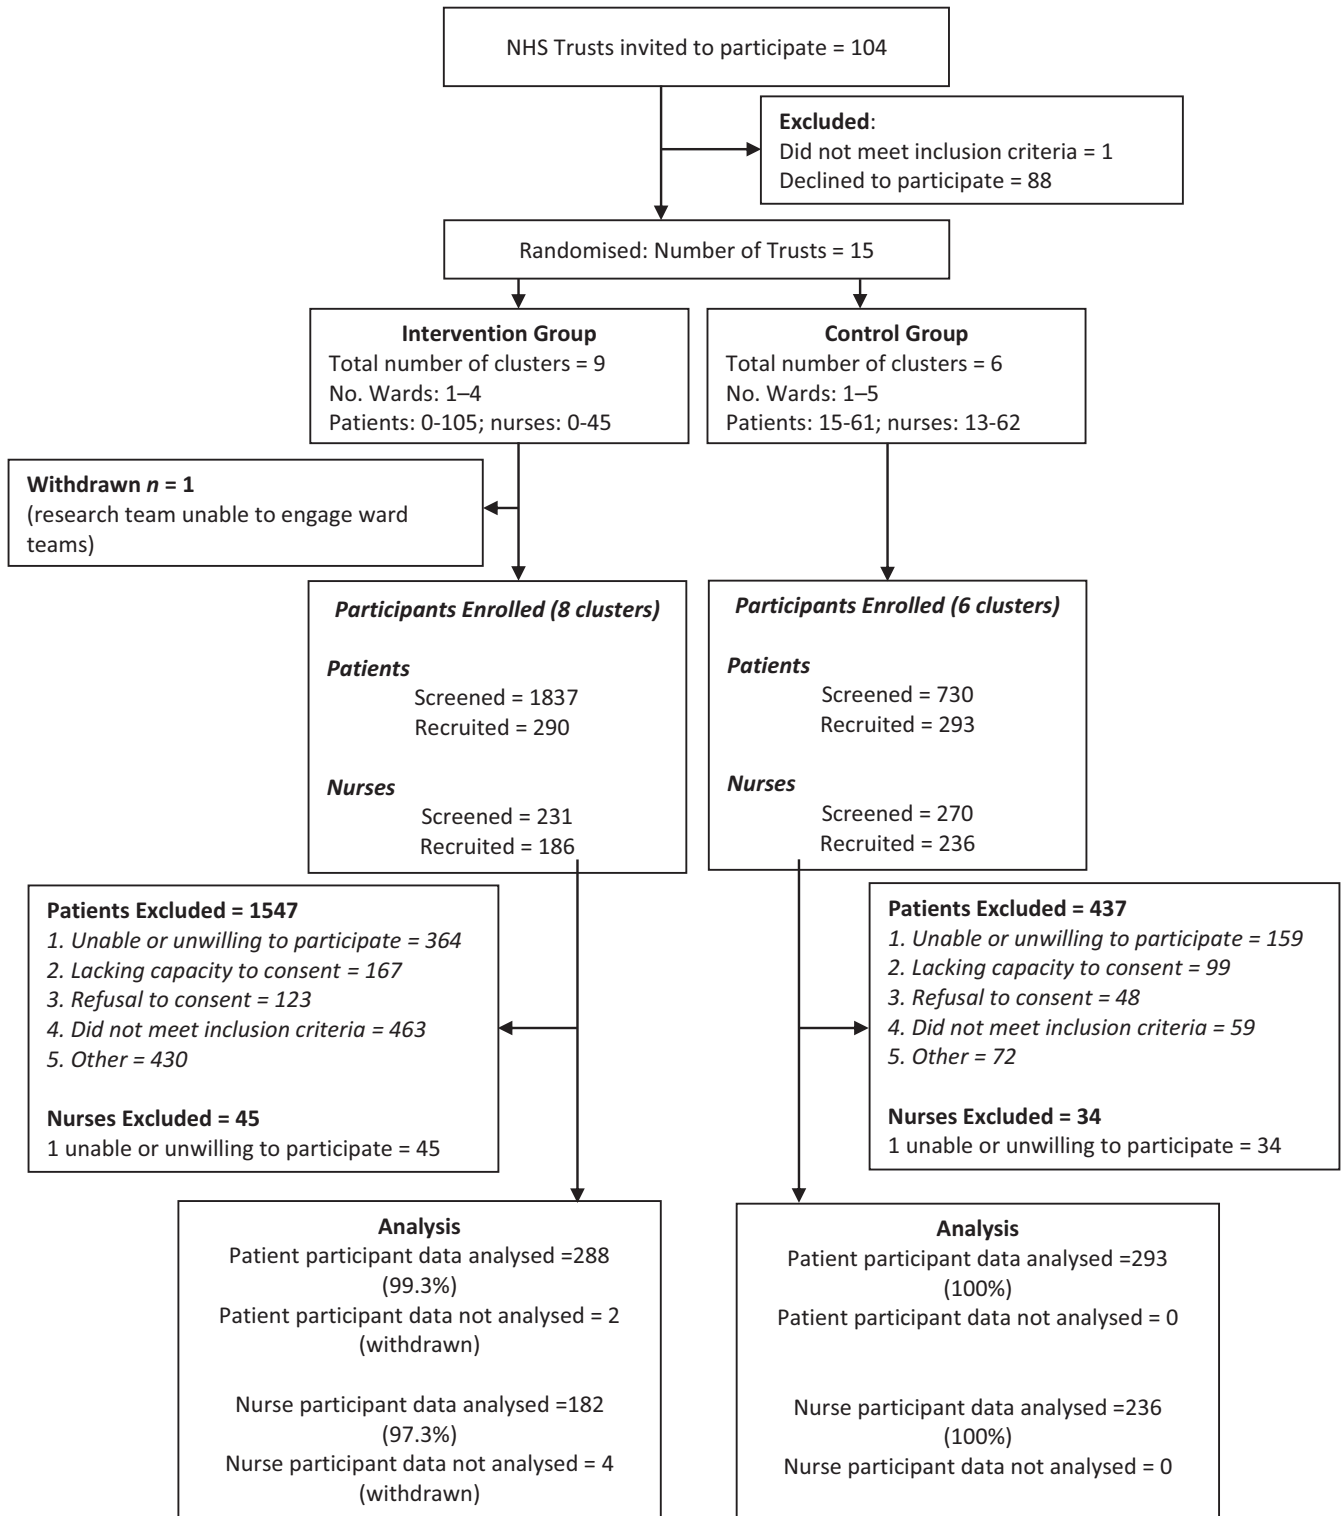 NHS Trusts invited to participate = 104
Excluded:
Did not meet inclusion criteria = 1
Declined to participate = 88
Randomised: Number of Trusts = 15
Intervention Group
Total number of clusters = 9
No. Wards: 1–4
Patients: 0-105; nurses: 0-45
Control Group
Total number of clusters = 6
No. Wards: 1–5
Patients: 15-61; nurses: 13-62
Withdrawn n = 1
(research team unable to engage ward
teams)
Participants Enrolled (8 clusters)
Patients
Screened = 1837
Recruited = 290
Nurses
Screened = 231
Recruited = 186
Participants Enrolled (6 clusters)
Patients
Screened = 730
Recruited = 293
Nurses
Screened = 270
Recruited = 236
Patients Excluded = 1547
1. Unable or unwilling to participate = 364
2. Lacking capacity to consent = 167
3. Refusal to consent = 123
4. Did not meet inclusion criteria = 463
5. Other = 430
Nurses Excluded = 45
1 unable or unwilling to participate = 45
Patients Excluded = 437
1. Unable or unwilling to participate = 159
2. Lacking capacity to consent = 99
3. Refusal to consent = 48
4. Did not meet inclusion criteria = 59
5. Other = 72
Nurses Excluded = 34
1 unable or unwilling to participate = 34
Analysis
Patient participant data analysed =288
(99.3%)
Patient participant data not analysed = 2
(withdrawn)
Nurse participant data analysed =182
(97.3%)
Nurse participant data not analysed = 4
(withdrawn)
Analysis
Patient participant data analysed =293
(100%)
Patient participant data not analysed = 0
Nurse participant data analysed =236
(100%)
Nurse participant data not analysed = 0